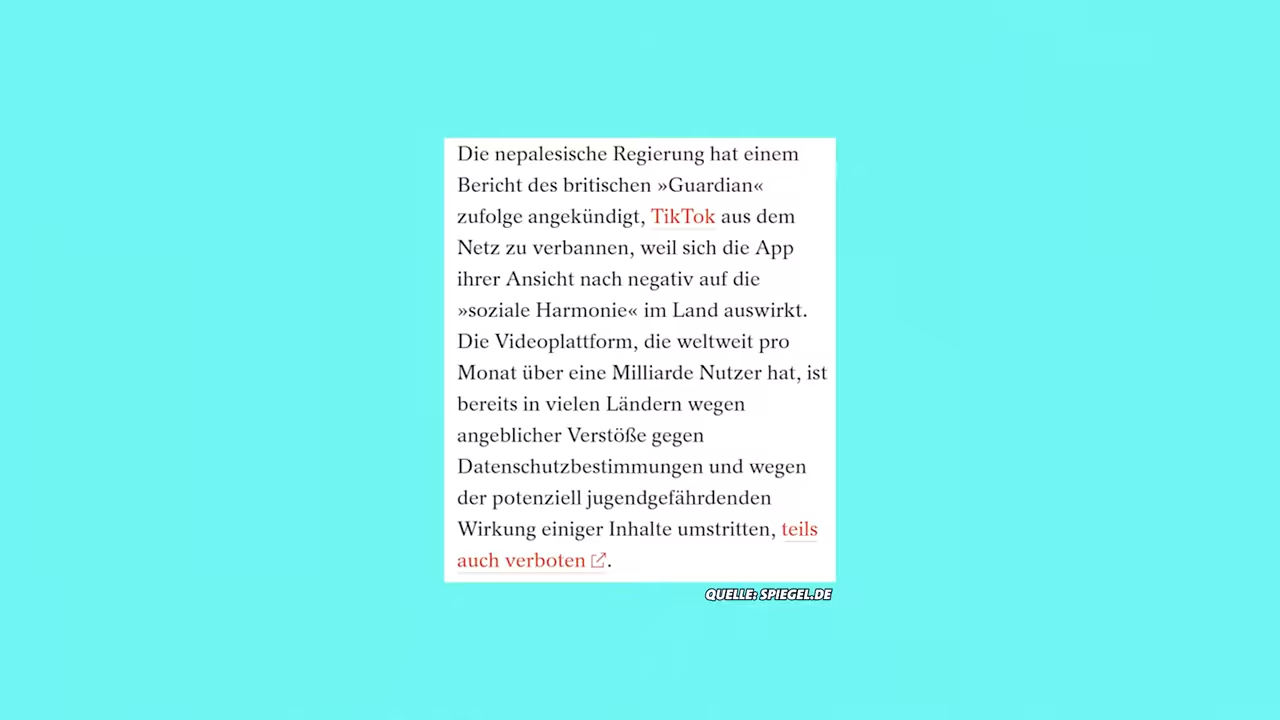 Die nepalesische Regierung hat einem
Bericht des britischen »Guardian«
zufolge angekündigt, TikTok aus dem
Netz zu verbannen, weil sich die App
ihrer Ansicht nach negativ auf die
»soziale Harmonie« im Land auswirkt.
Die Videoplattform, die weltweit pro
Monat über eine Milliarde Nutzer hat, ist
bereits in vielen Ländern wegen
angeblicher Verstöße gegen
Datenschutzbestimmungen und wegen
der potenziell jugendgefährdenden
Wirkung einiger Inhalte umstritten, teils
auch verboten.
QUELLE: SPIEGEL.DE